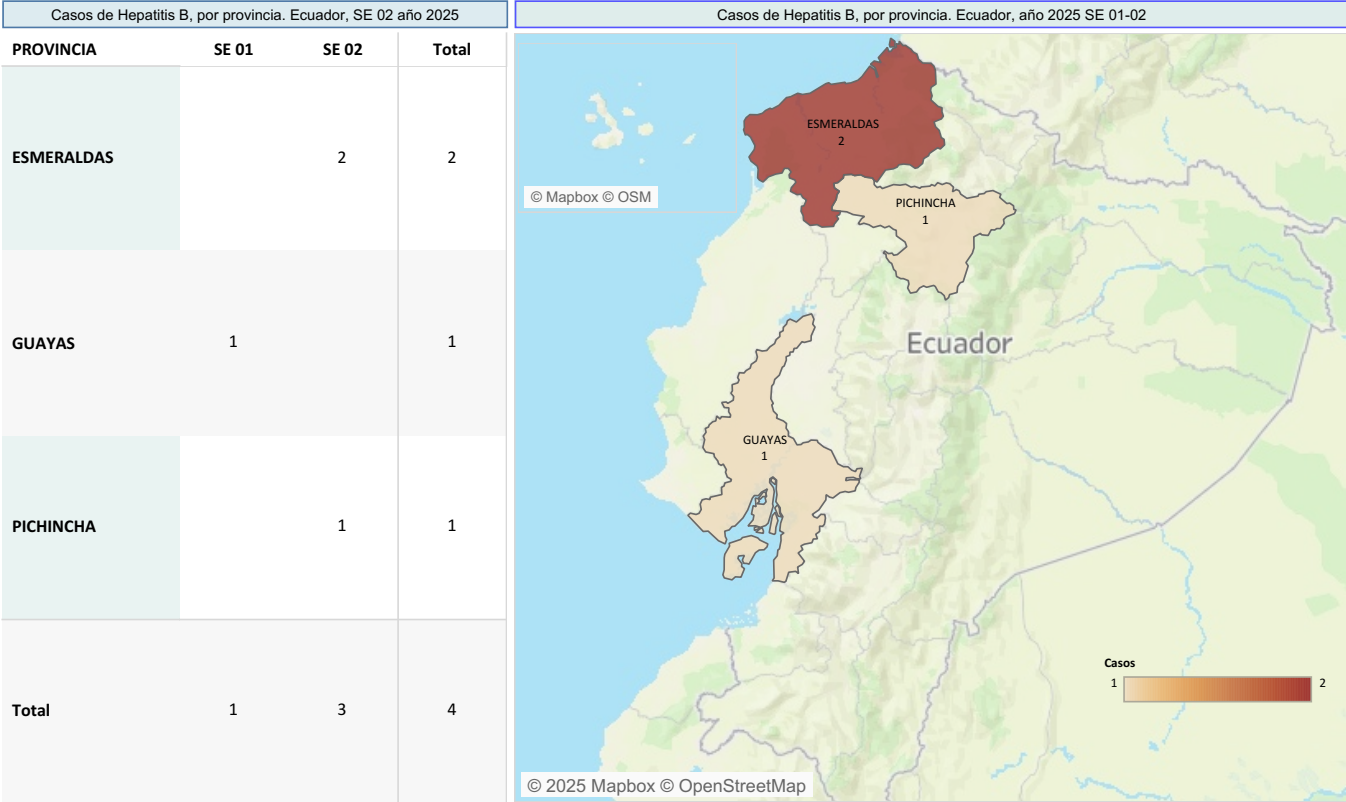 Casos de Hepatitis B, por provincia. Ecuador, SE 02 año 2025
PROVINCIA SE 01 SE 02 Total
ESMERALDAS 2 2
GUAYAS 1 1
PICHINCHA 1 1
Total 1 3 4
Casos de Hepatitis B, por provincia. Ecuador, año 2025 SE 01-02
© Mapbox © OSM
ESMERALDAS
2
PICHINCHA
1
Ecuador
GUAYAS
1
Casos
1 2
© 2025 Mapbox © OpenStreetMap